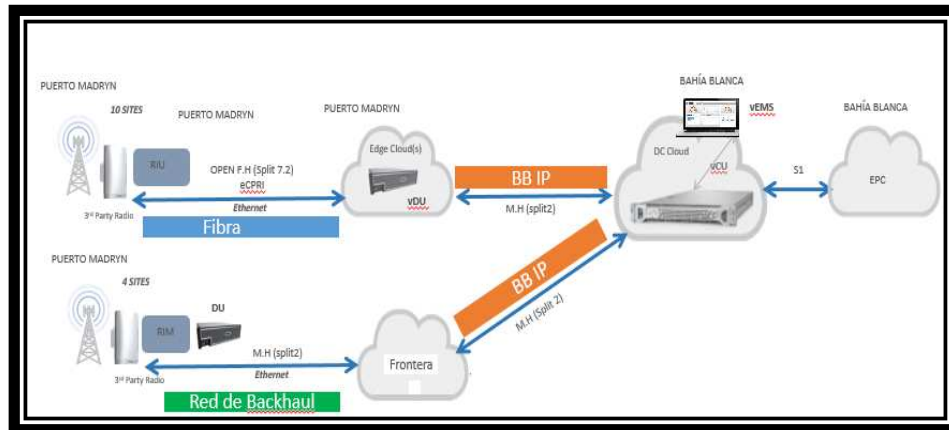 BAHÍA BLANCA
PUERTO MADRYN
10 SITES
PUERTO MADRYN
PUERTO MADRYN
vEMS
BAHÍA BLANCA
Edge Cloud(s)
DC Cloud
RIU
OPEN F.H (Split 7.2)
eCPRI
vCU
S1
EPC
BB IP
Ethernet
vDU
M.H (split2)
3rd Party Radio
Fibra
PUERTO MADRYN
4 SITES
BB IP
DU
M.H (Split 2)
RIM
M.H (split2)
Frontera
3rd Party Radio
Ethernet
Red de Backhaul